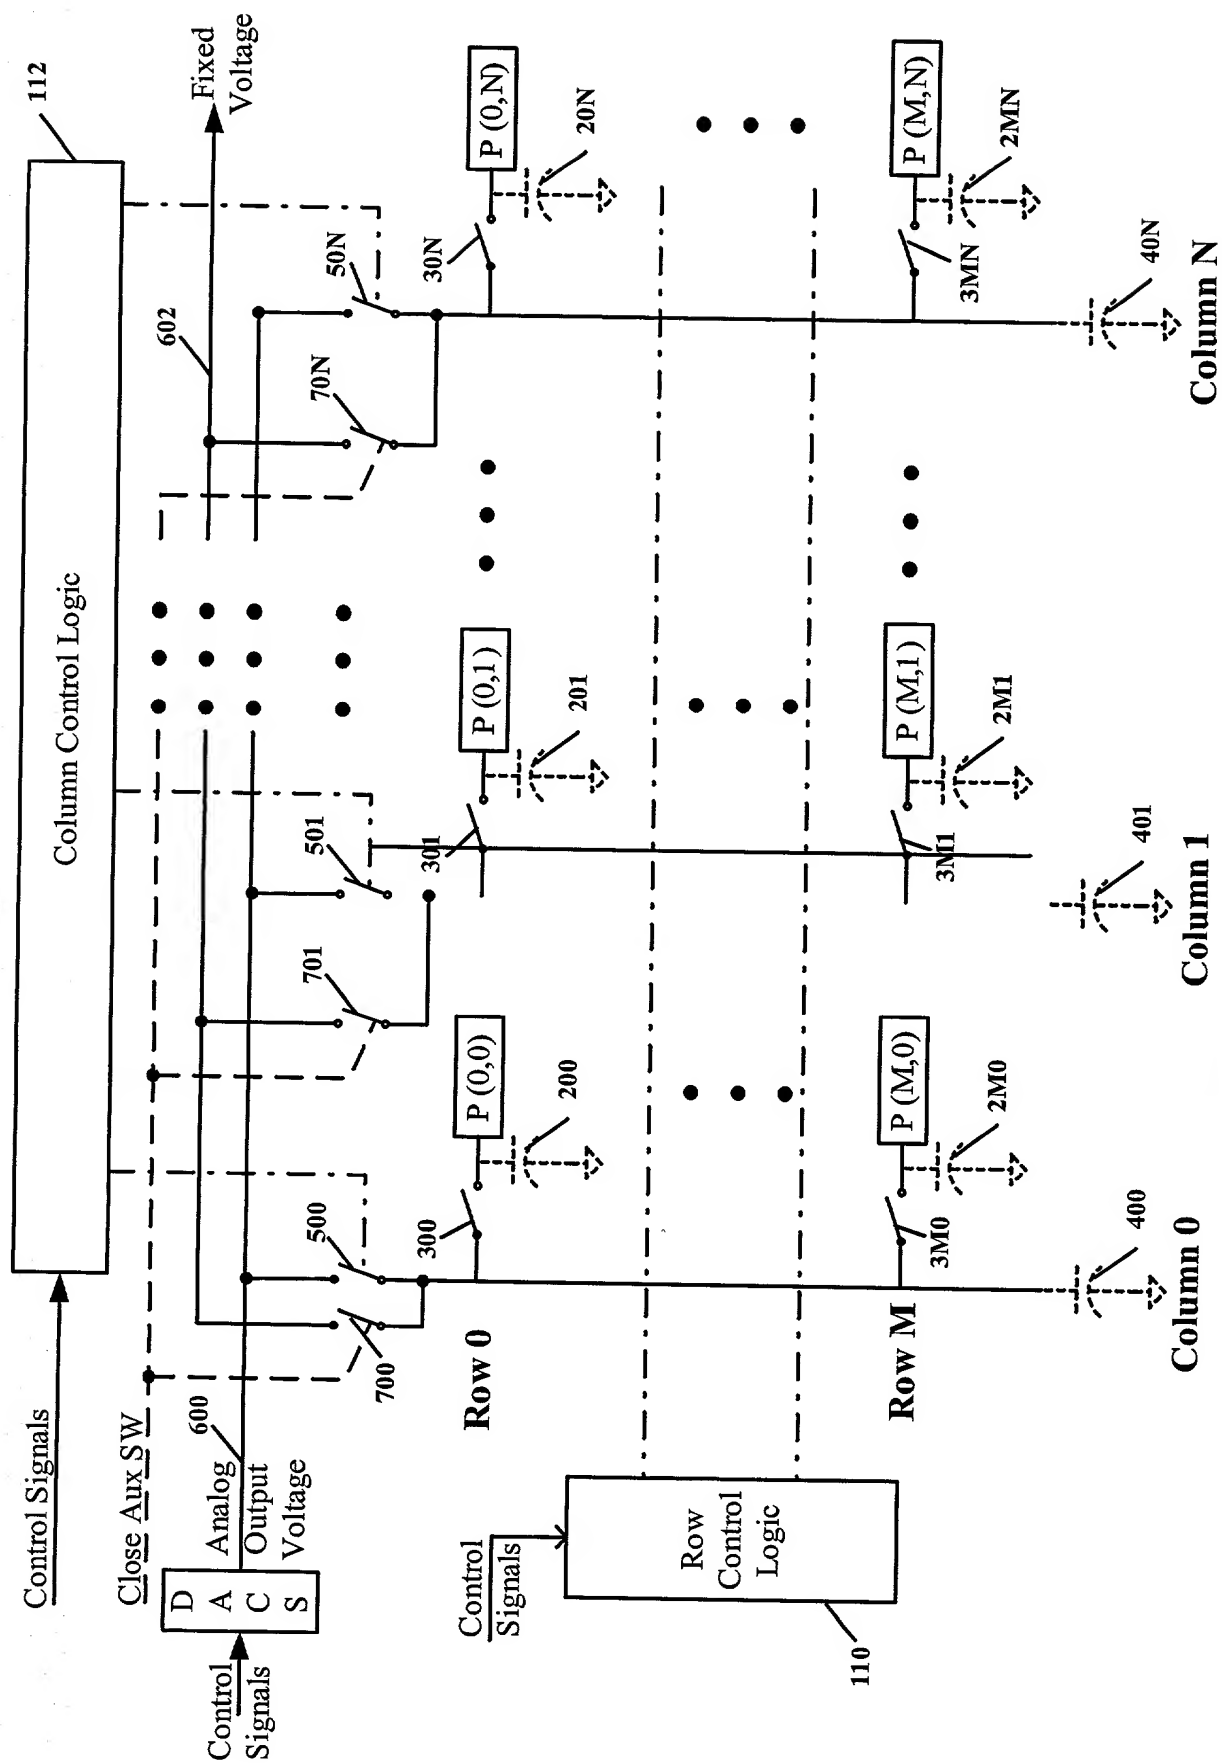 Control Signals
Column Control Logic
112
Close Aux SW
Fixed
Voltage
602
Control
Signals
D
A
C
S
Analog
Output
Voltage
600
700
500
701
501
70N
50N
Row 0
300
P (0,0)
200
301
P (0,1)
201
30N
P (0,N)
20N
Control
Signals
Row
Control
Logic
110
Row M
3M0
P (M,0)
2M0
3M1
P (M,1)
2M1
3MN
P (M,N)
2MN
400
401
40N
Column 0
Column 1
Column N